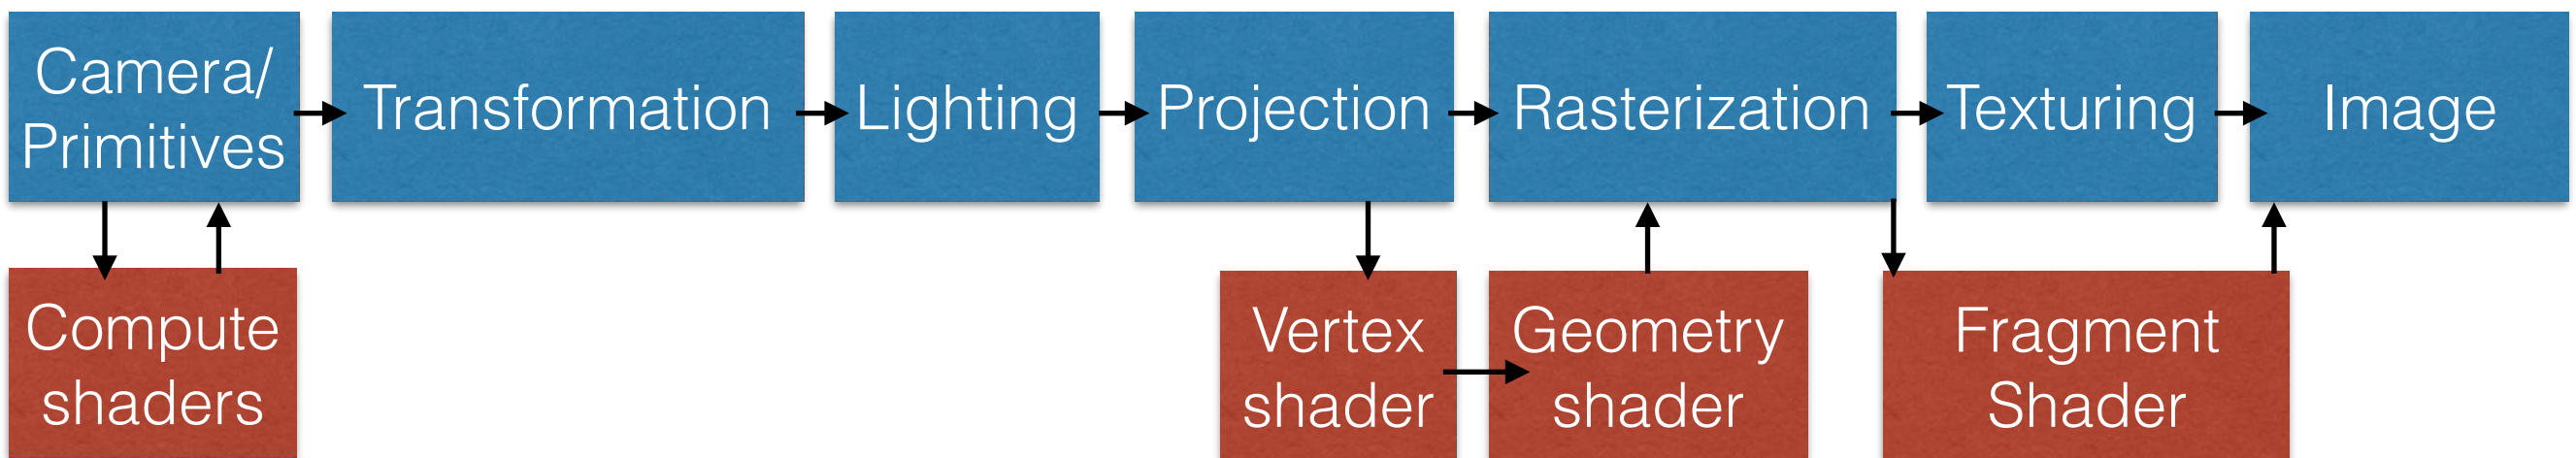 Camera/
Primitives
Transformation
Lighting
Projection
Rasterization
Texturing
Image
Compute
shaders
Vertex
shader
Geometry
shader
Fragment
Shader